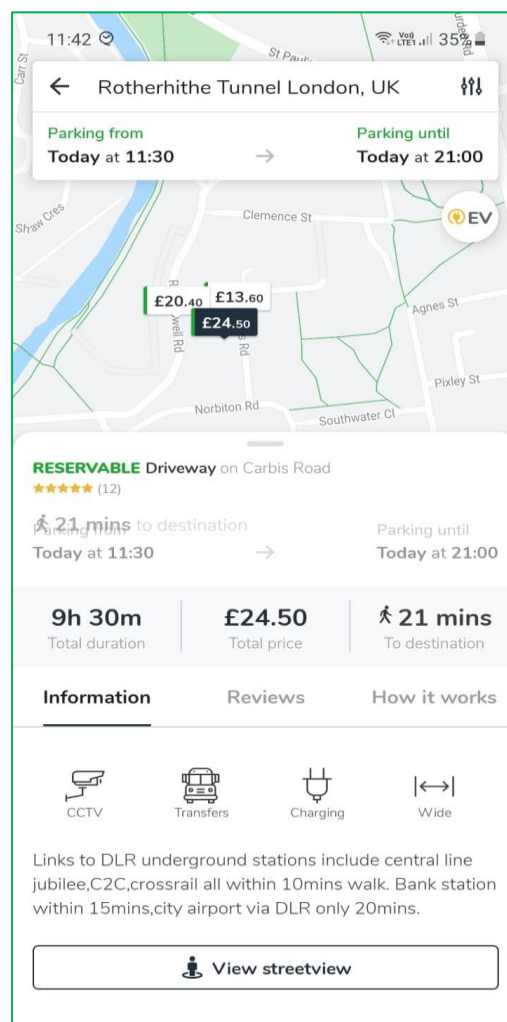 11:42
Vo)) LTE1 35%
Carr St
St Paul
Rotherhithe Tunnel London, UK
Parking from
Parking until
Today at 11:30
Today at 21:00
Shaw Cres
Clemence St
EV
£20.40
£13.60
£24.50
well Rd
s Rd
Agnes St
Pixley St
Norbiton Rd
Southwater Cl
RESERVABLE Driveway on Carbis Road
(12)
21 mins to destination
Parking from
Parking until
Today at 11:30
Today at 21:00
9h 30m
£24.50
21 mins
Total duration
Total price
To destination
Information
Reviews
How it works
CCTV
Transfers
Charging
Wide
Links to DLR underground stations include central line
jubilee,C2C,crossrail all within 10mins walk. Bank station
within 15mins,city airport via DLR only 20mins.
View streetview